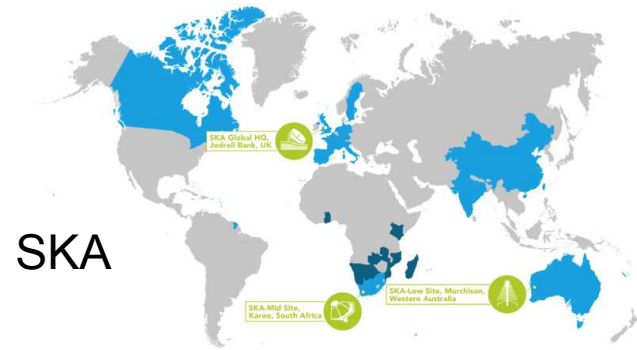 SKA Global HQ,
Jodrell Bank, UK
SKA
SKA-Low Site, Murchison,
Western Australia
SKA-Mid Site,
Karoo, South Africa